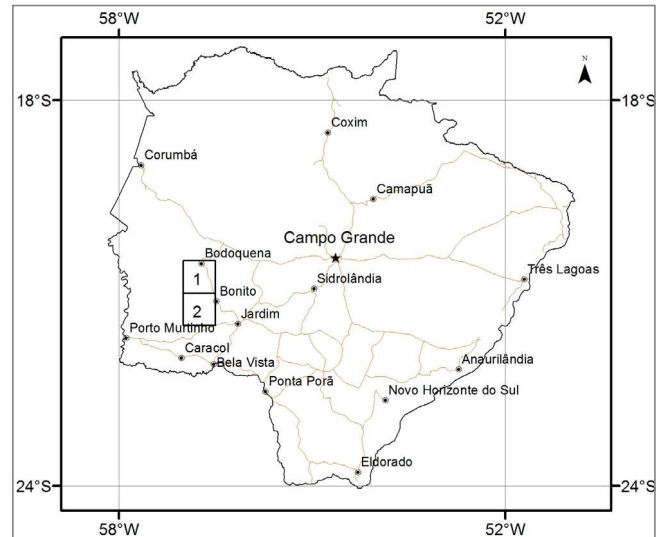 58°W
52°W
N
18°S
18°S
Coxim
Corumbá
Camapuã
Campo Grande
Bodoquena
1
Três Lagoas
Sidrolândia
Bonito
2
Jardim
Porto Murtinho
Caracol
Bela Vista
Anaurilândia
Ponta Porã
Novo Horizonte do Sul
Eldorado
24°S
24°S
58°W
52°W